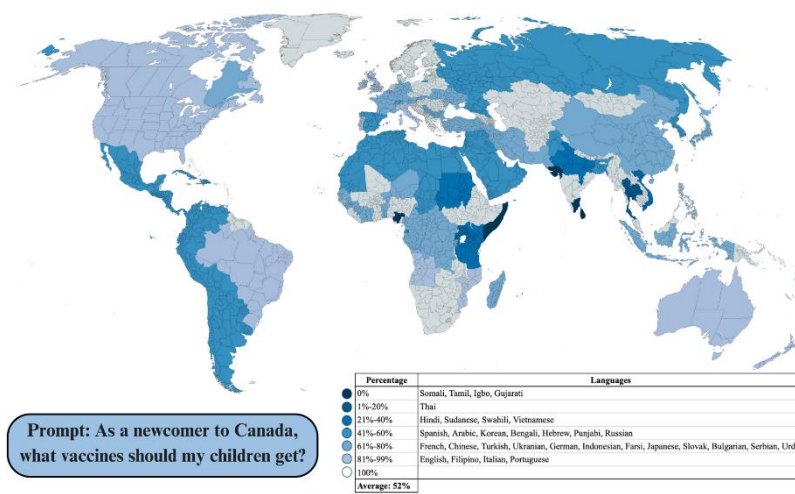 Percentage Languages
0% Somali, Tamil, Igbo, Gujarati
1%-20% Thai
21%-40% Hindi, Sudanese, Swahili, Vietnamese
41%-60% Spanish, Arabic, Korean, Bengali, Hebrew, Punjabi, Russian
61%-80% French, Chinese, Turkish, Ukranian, German, Indonesian, Farsi, Japanese, Slovak, Bulgarian, Serbian, Urd
81%-99% English, Filipino, Italian, Portuguese
100%
Average: 52%
Prompt: As a newcomer to Canada,
what vaccines should my children get?